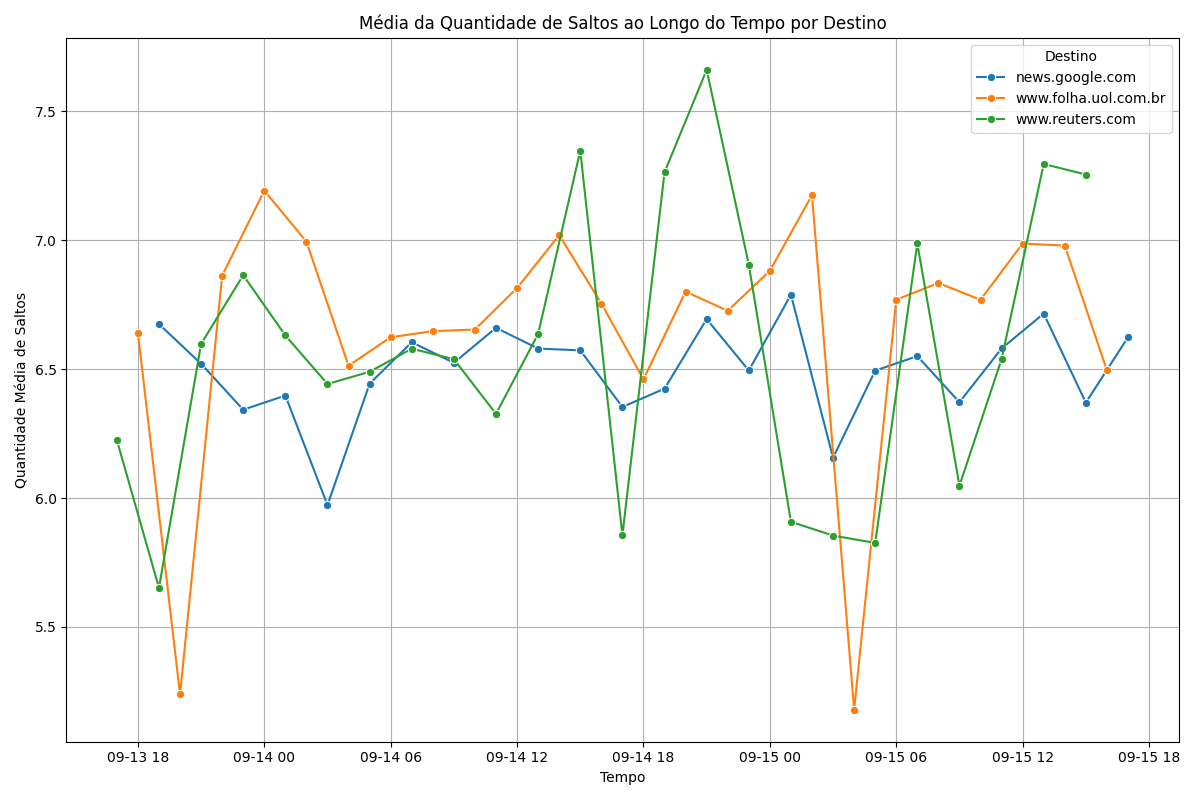 Média da Quantidade de Saltos ao Longo do Tempo por Destino
Destino
news.google.com
www.folha.uol.com.br
www.reuters.com
Quantidade Média de Saltos
7.5
7.0
6.5
6.0
5.5
09-13 18
09-14 00
09-14 06
09-14 12
09-14 18
09-15 00
09-15 06
09-15 12
09-15 18
Tempo